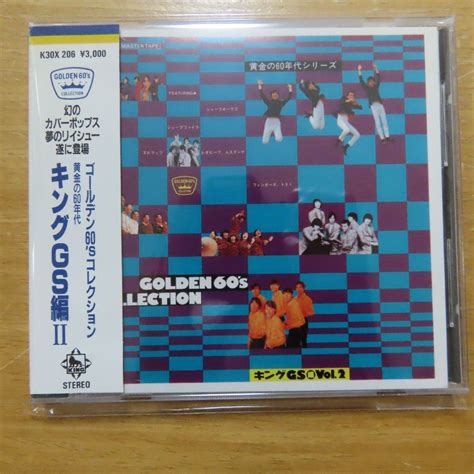 K30X 206 ¥3,000
GOLDEN 60's
COLLECTION
幻の
カバーポップス
夢のリイシュー
遂に登場
ゴールデン60'sコレクション
黄金の60年代
キングGS編II
KING
STEREO
MASTER TAPE
黄金の60年代シリーズ
FEATURING
GOLDEN 60's
LLECTION
キングGS編Vol.2